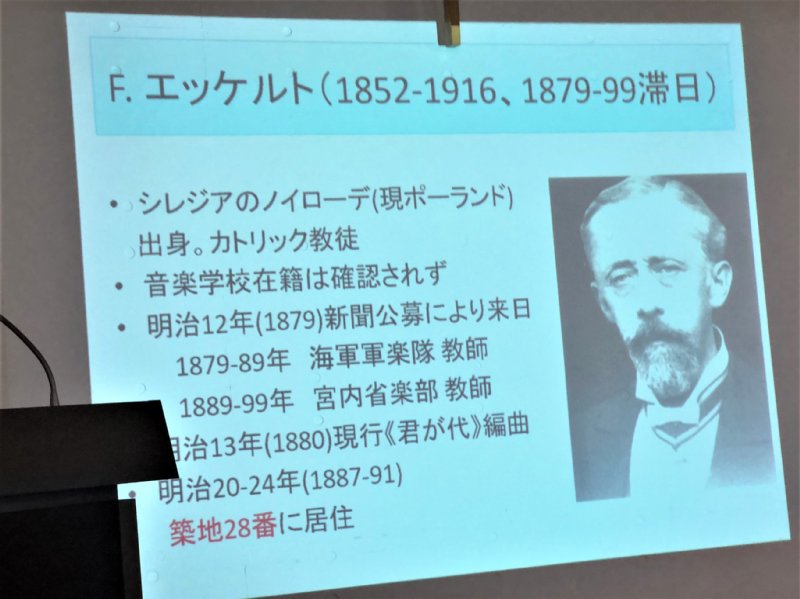 F. エッケルト(1852-1916、1879-99滞日)
• シレジアのノイローデ(現ポーランド)
出身。カトリック教徒
• 音楽学校在籍は確認されず
• 明治12年(1879)新聞公募により来日
1879-89年 海軍軍楽隊 教師
1889-99年 宮内省楽部 教師
明治13年(1880)現行《君が代》編曲
• 明治20-24年(1887-91)
築地28番に居住